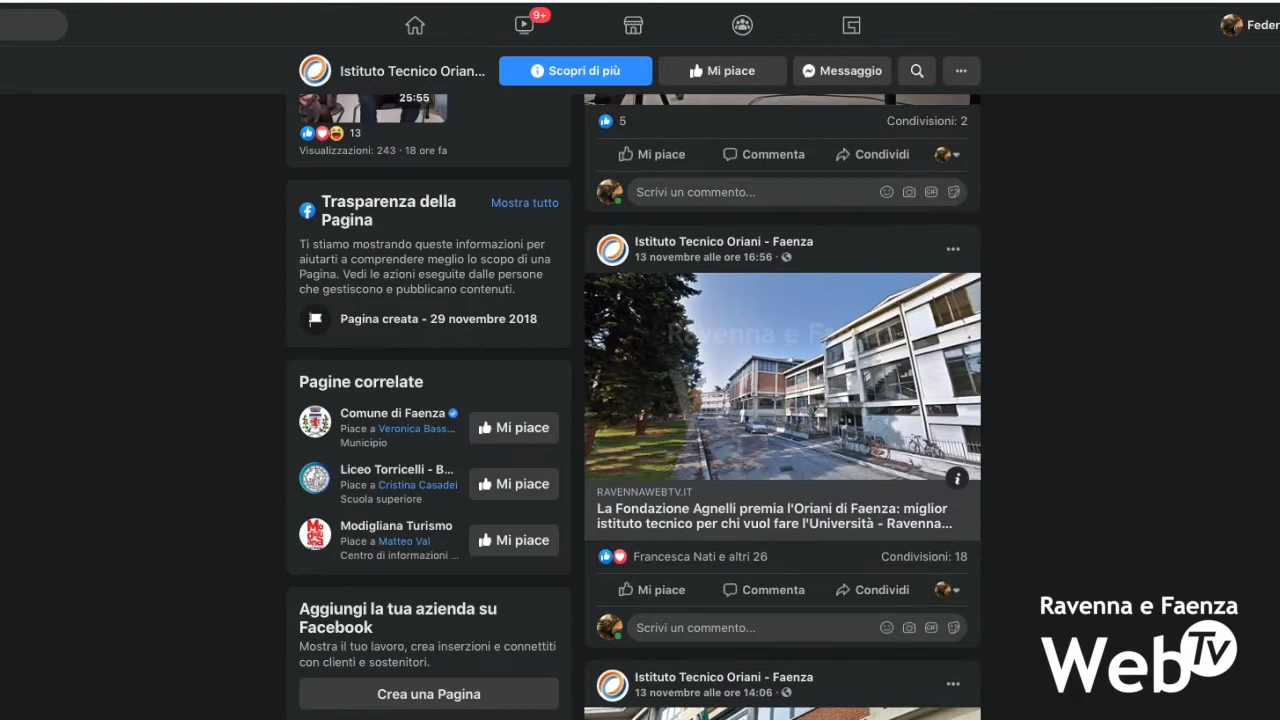 9+
Feder
Istituto Tecnico Orian...
Scopri di più
Mi piace
Messaggio
25:55
13
Visualizzazioni: 243 · 18 ore fa
Trasparenza della
Pagina
Mostra tutto
Ti stiamo mostrando queste informazioni per
aiutarti a comprendere meglio lo scopo di una
Pagina. Vedi le azioni eseguite dalle persone
che gestiscono e pubblicano contenuti.
Pagina creata - 29 novembre 2018
Pagine correlate
Comune di Faenza
Piace a Veronica Bass...
Municipio
Mi piace
Liceo Torricelli - B...
Piace a Cristina Casadei
Scuola superiore
Mi piace
Modigliana Turismo
Piace a Matteo Val
Centro di informazioni ...
Mi piace
Aggiungi la tua azienda su
Facebook
Mostra il tuo lavoro, crea inserzioni e connettiti
con clienti e sostenitori.
Crea una Pagina
5
Condivisioni: 2
Mi piace
Commenta
Condividi
Scrivi un commento...
GIF
Istituto Tecnico Oriani - Faenza
13 novembre alle ore 16:56 ·
Ravenna e Fa
RAVENNAWEBTV.IT
La Fondazione Agnelli premia l'Oriani di Faenza: miglior
istituto tecnico per chi vuol fare l'Università - Ravenna...
Francesca Nati e altri 26
Condivisioni: 18
Mi piace
Commenta
Condividi
Scrivi un commento...
GIF
Istituto Tecnico Oriani - Faenza
13 novembre alle ore 14:06 ·
Ravenna e Faenza
Web Tv